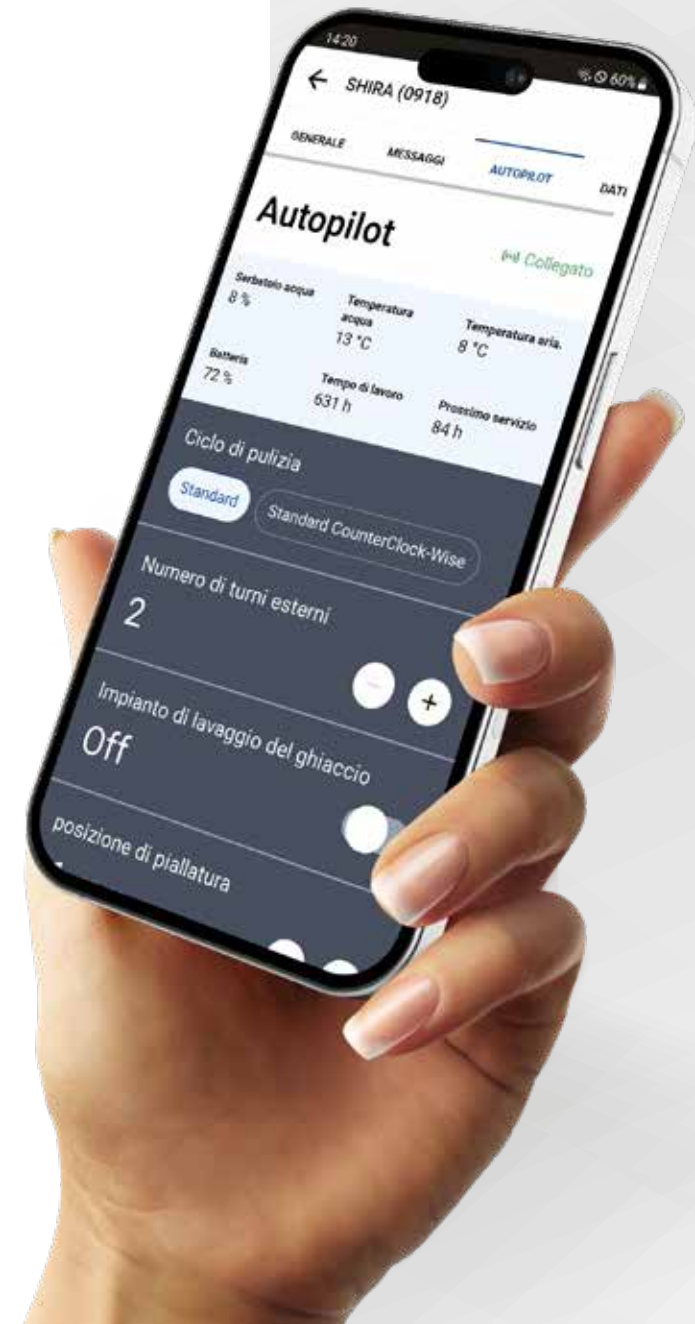 14:20
60%
← SHIRA (0918)
GENERALE MESSAGGI AUTOPILOT DATI
Autopilot
Collegato
Serbatoio acqua
8 %
Temperatura
acqua
13 °C
Temperatura aria.
8 °C
Batteria
72 %
Tempo di lavoro
631 h
Prossimo servizio
84 h
Ciclo di pulizia
Standard
Standard CounterClock-Wise
Numero di turni esterni
2
- +
Impianto di lavaggio del ghiaccio
Off
posizione di piallatura